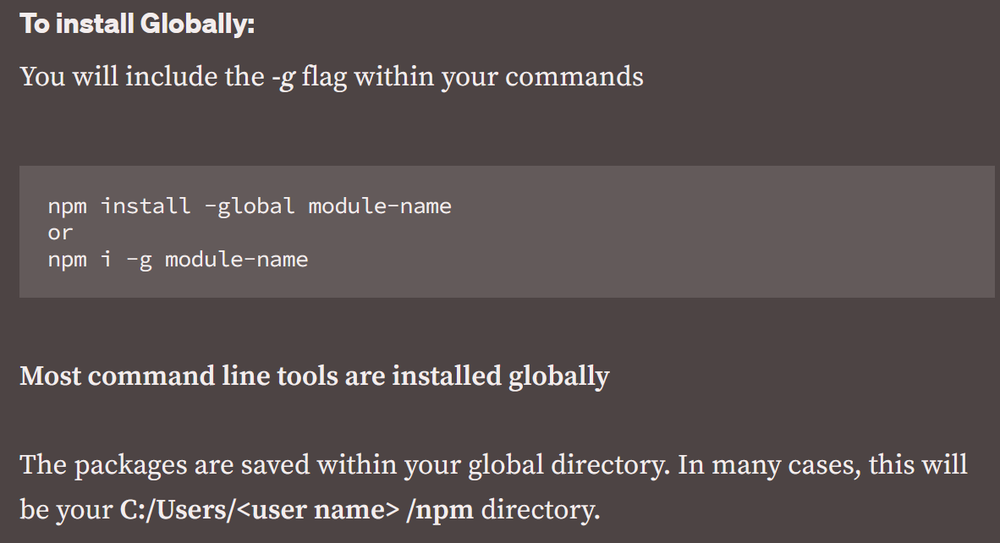 To install Globally:
You will include the -g flag within your commands
npm install -global module-name
or
npm i -g module-name
Most command line tools are installed globally
The packages are saved within your global directory. In many cases, this will
be your C:/Users/<user name> /npm directory.